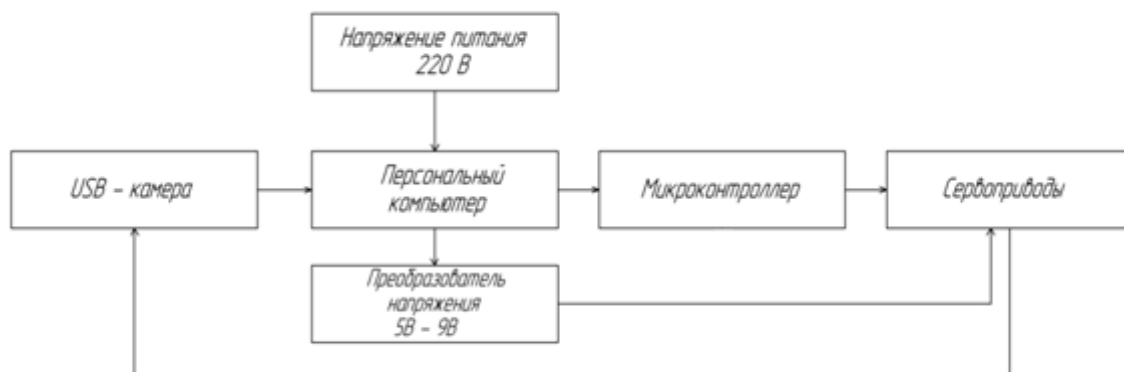 Напряжение питания
220 В
USB – камера
Персональный
компьютер
Микроконтроллер
Сервоприводы
Преобразователь
напряжения
5В – 9В